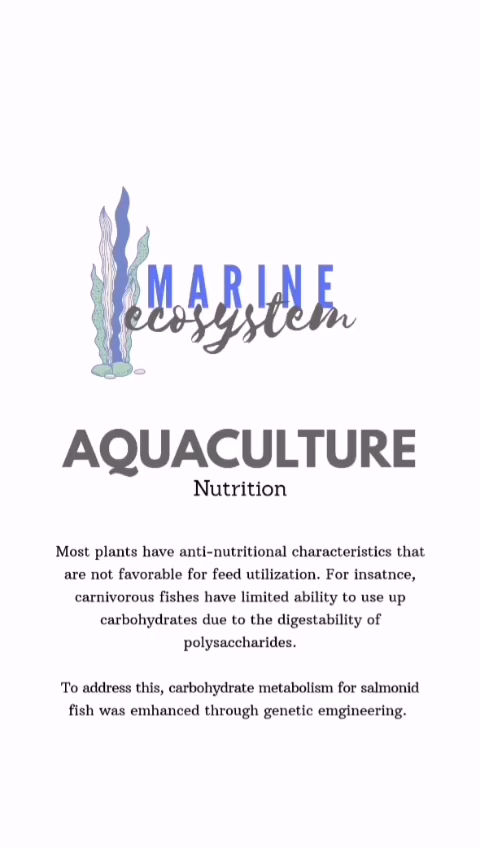 MARINE
ecosystem
AQUACULTURE
Nutrition
Most plants have anti-nutritional characteristics that
are not favorable for feed utilization. For insatnce,
carnivorous fishes have limited ability to use up
carbohydrates due to the digestability of
polysaccharides.
To address this, carbohydrate metabolism for salmonid
fish was emhanced through genetic emgineering.